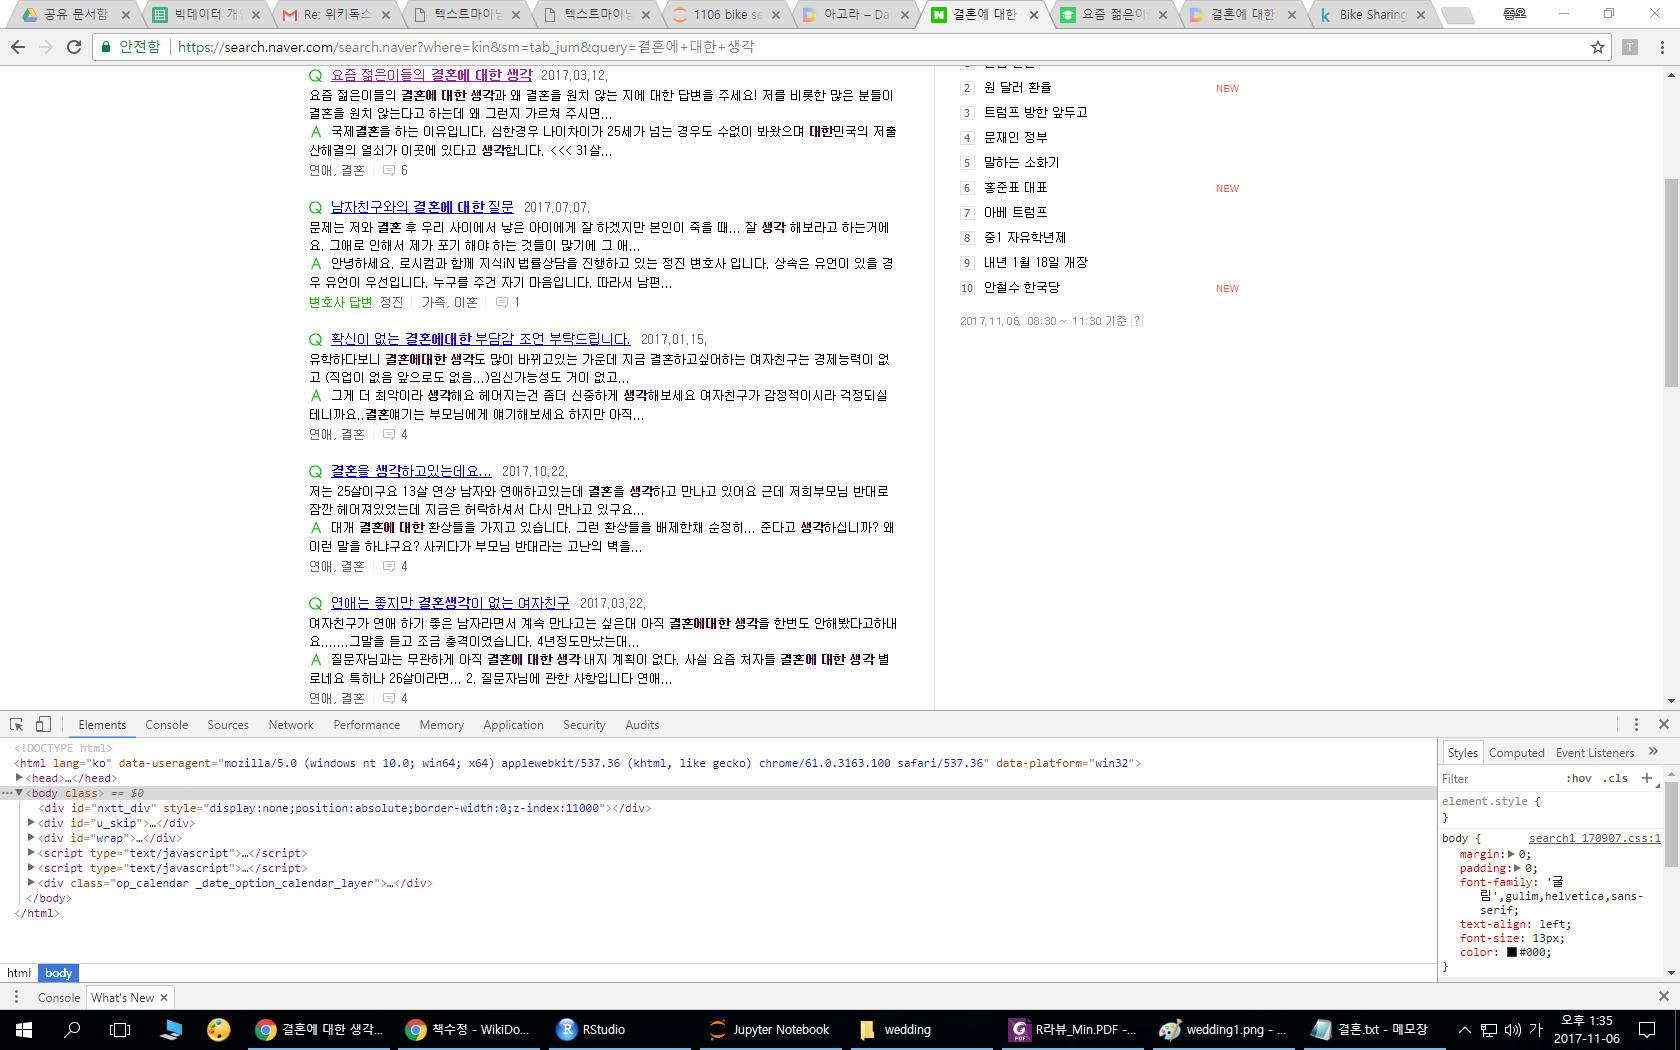 공유 문서함
빅데이터 개인
Re: 위키독스
텍스트마이닝
텍스트마이닝
1106 bike se
아고라 – Dau
결혼에 대한
요즘 젊은이들
결혼에 대한
Bike Sharing
종오
안전함 https://search.naver.com/search.naver?where=kin&sm=tab_jum&query=결혼에+대한+생각
T
Q 요즘 젊은이들의 결혼에 대한 생각 2017.03.12.
요즘 젊은이들의 결혼에 대한 생각과 왜 결혼을 원치 않는 지에 대한 답변을 주세요! 저를 비롯한 많은 분들이
결혼을 원치 않는다고 하는데 왜 그런지 가르쳐 주시면...
A 국제결혼을 하는 이유입니다. 심한경우 나이차이가 25세가 넘는 경우도 수없이 봐왔으며 대한민국의 저출
산해결의 열쇠가 이곳에 있다고 생각합니다. <<< 31살...
연애, 결혼 6
Q 남자친구와의 결혼에 대한 질문 2017.07.07.
문제는 저와 결혼 후 우리 사이에서 낳은 아이에게 잘 하겠지만 본인이 죽을 때... 잘 생각 해보라고 하는거에
요. 그애로 인해서 제가 포기 해야 하는 것들이 많기에 그 애...
A 안녕하세요. 로시컴과 함께 지식iN 법률상담을 진행하고 있는 정진 변호사 입니다. 상속은 유언이 있을 경
우 유언이 우선입니다. 누구를 주건 자기 마음입니다. 따라서 남편...
변호사 답변 정진 가족, 이혼 1
Q 확신이 없는 결혼에대한 부담감 조언 부탁드립니다. 2017.01.15.
유학하다보니 결혼에대한 생각도 많이 바뀌고있는 가운데 지금 결혼하고싶어하는 여자친구는 경제능력이 없
고 (직업이 없음 앞으로도 없음...)임신가능성도 거이 없고...
A 그게 더 최악이라 생각해요 헤어지는건 좀더 신중하게 생각해보세요 여자친구가 감정적이시라 걱정되실
테니까요..결혼얘기는 부모님에게 얘기해보세요 하지만 아직...
연애, 결혼 4
Q 결혼을 생각하고있는데요... 2017.10.22.
저는 25살이구요 13살 연상 남자와 연애하고있는데 결혼을 생각하고 만나고 있어요 근데 저희부모님 반대로
잠깐 헤어져있었는데 지금은 허락하셔서 다시 만나고 있구요...
A 대개 결혼에 대한 환상들을 가지고 있습니다. 그런 환상들을 배제한채 순정히... 준다고 생각하십니까? 왜
이런 말을 하냐구요? 사귀다가 부모님 반대라는 고난의 벽을...
연애, 결혼 4
Q 연애는 좋지만 결혼생각이 없는 여자친구 2017.03.22.
여자친구가 연애 하기 좋은 남자라면서 계속 만나고는 싶은대 아직 결혼에대한 생각을 한번도 안해봤다고하내
요.......그말을 듣고 조금 충격이였습니다. 4년정도만났는대...
A 질문자님과는 무관하게 아직 결혼에 대한 생각 내지 계획이 없다. 사실 요즘 처자들 결혼에 대한 생각 별
로네요 특히나 26살이라면... 2. 질문자님에 관한 사항입니다 연애...
연애, 결혼 4
2 원 달러 환율 NEW
3 트럼프 방한 앞두고
4 문재인 정부
5 말하는 소화기
6 홍준표 대표 NEW
7 아베 트럼프
8 중1 자유학년제
9 내년 1월 18일 개장
10 안철수 한국당 NEW
2017.11.06. 08:30 ~ 11:30 기준 ?
Elements Console Sources Network Performance Memory Application Security Audits
<!DOCTYPE html>
<html lang="ko" data-useragent="mozilla/5.0 (windows nt 10.0; win64; x64) applewebkit/537.36 (khtml, like gecko) chrome/61.0.3163.100 safari/537.36" data-platform="win32">
<head>…</head>
<body class> == $0
<div id="nxtt_div" style="display:none;position:absolute;border-width:0;z-index:11000"></div>
<div id="u_skip">…</div>
<div id="wrap">…</div>
<script type="text/javascript">…</script>
<script type="text/javascript">…</script>
<div class="op_calendar _date_option_calendar_layer">…</div>
</body>
</html>
html body
Styles Computed Event Listeners »
Filter :hov .cls +
element.style {
}
body { search1_170907.css:1
margin: 0;
padding: 0;
font-family: '굴
림',gulim,helvetica,sans-
serif;
text-align: left;
font-size: 13px;
color: #000;
}
Console What's New
결혼에 대한 생각...
책수정 - WikiDo...
RStudio
Jupyter Notebook
wedding
R라뷰_Min.PDF -...
wedding1.png - ...
결혼.txt - 메모장
가
오후 1:35
2017-11-06